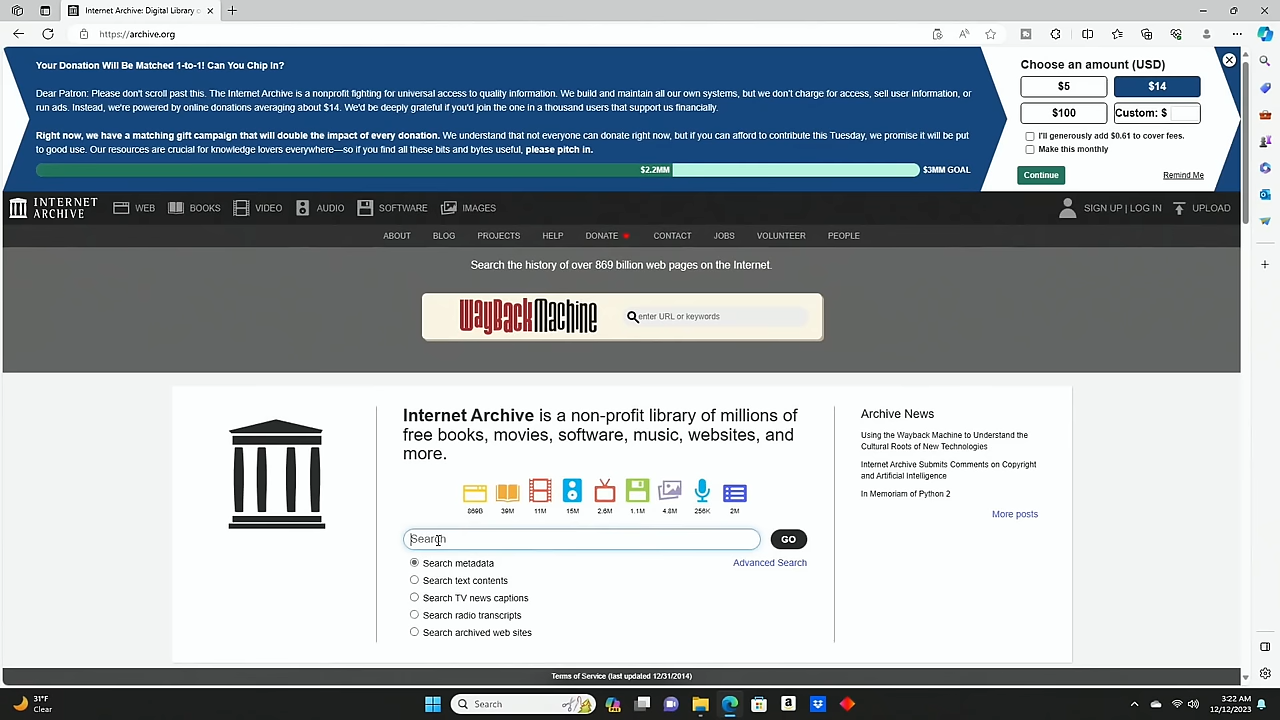 Internet Archive: Digital Library o
https://archive.org
Your Donation Will Be Matched 1-to-1! Can You Chip In?
Dear Patron: Please don't scroll past this. The Internet Archive is a nonprofit fighting for universal access to quality information. We build and maintain all our own systems, but we don't charge for access, sell user information, or
run ads. Instead, we're powered by online donations averaging about $14. We'd be deeply grateful if you'd join the one in a thousand users that support us financially.
Right now, we have a matching gift campaign that will double the impact of every donation. We understand that not everyone can donate right now, but if you can afford to contribute this Tuesday, we promise it will be put
to good use. Our resources are crucial for knowledge lovers everywhere—so if you find all these bits and bytes useful, please pitch in.
$2.2MM
$3MM GOAL
Choose an amount (USD)
$5
$14
$100
Custom: $
I'll generously add $0.61 to cover fees.
Make this monthly
Continue
Remind Me
INTERNET
ARCHIVE
WEB
BOOKS
VIDEO
AUDIO
SOFTWARE
IMAGES
SIGN UP | LOG IN
UPLOAD
ABOUT
BLOG
PROJECTS
HELP
DONATE
CONTACT
JOBS
VOLUNTEER
PEOPLE
Search the history of over 869 billion web pages on the Internet.
WayBackMachine
enter URL or keywords
Internet Archive is a non-profit library of millions of
free books, movies, software, music, websites, and
more.
869B
39M
11M
15M
2.6M
1.1M
4.8M
256K
2M
Search
GO
Search metadata
Advanced Search
Search text contents
Search TV news captions
Search radio transcripts
Search archived web sites
Archive News
Using the Wayback Machine to Understand the
Cultural Roots of New Technologies
Internet Archive Submits Comments on Copyright
and Artificial Intelligence
In Memoriam of Python 2
More posts
Terms of Service (last updated 12/31/2014)
31°F
Clear
Search
3:22 AM
12/12/2023